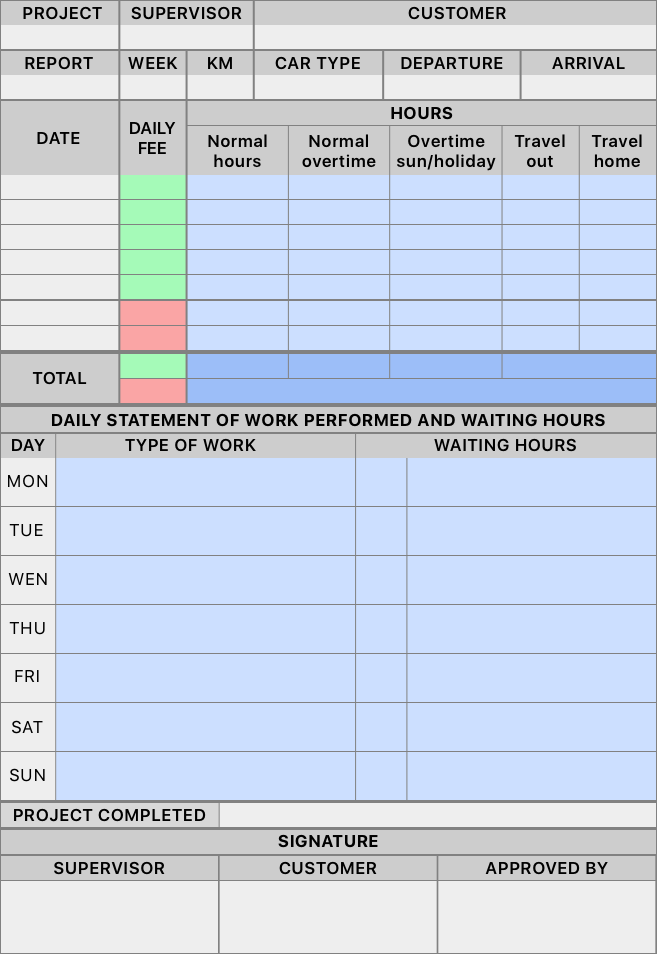 PROJECT SUPERVISOR CUSTOMER
REPORT WEEK KM CAR TYPE DEPARTURE ARRIVAL
DATE DAILY FEE HOURS
Normal hours Normal overtime Overtime sun/holiday Travel out Travel home
TOTAL
DAILY STATEMENT OF WORK PERFORMED AND WAITING HOURS
DAY TYPE OF WORK WAITING HOURS
MON
TUE
WEN
THU
FRI
SAT
SUN
PROJECT COMPLETED
SIGNATURE
SUPERVISOR CUSTOMER APPROVED BY